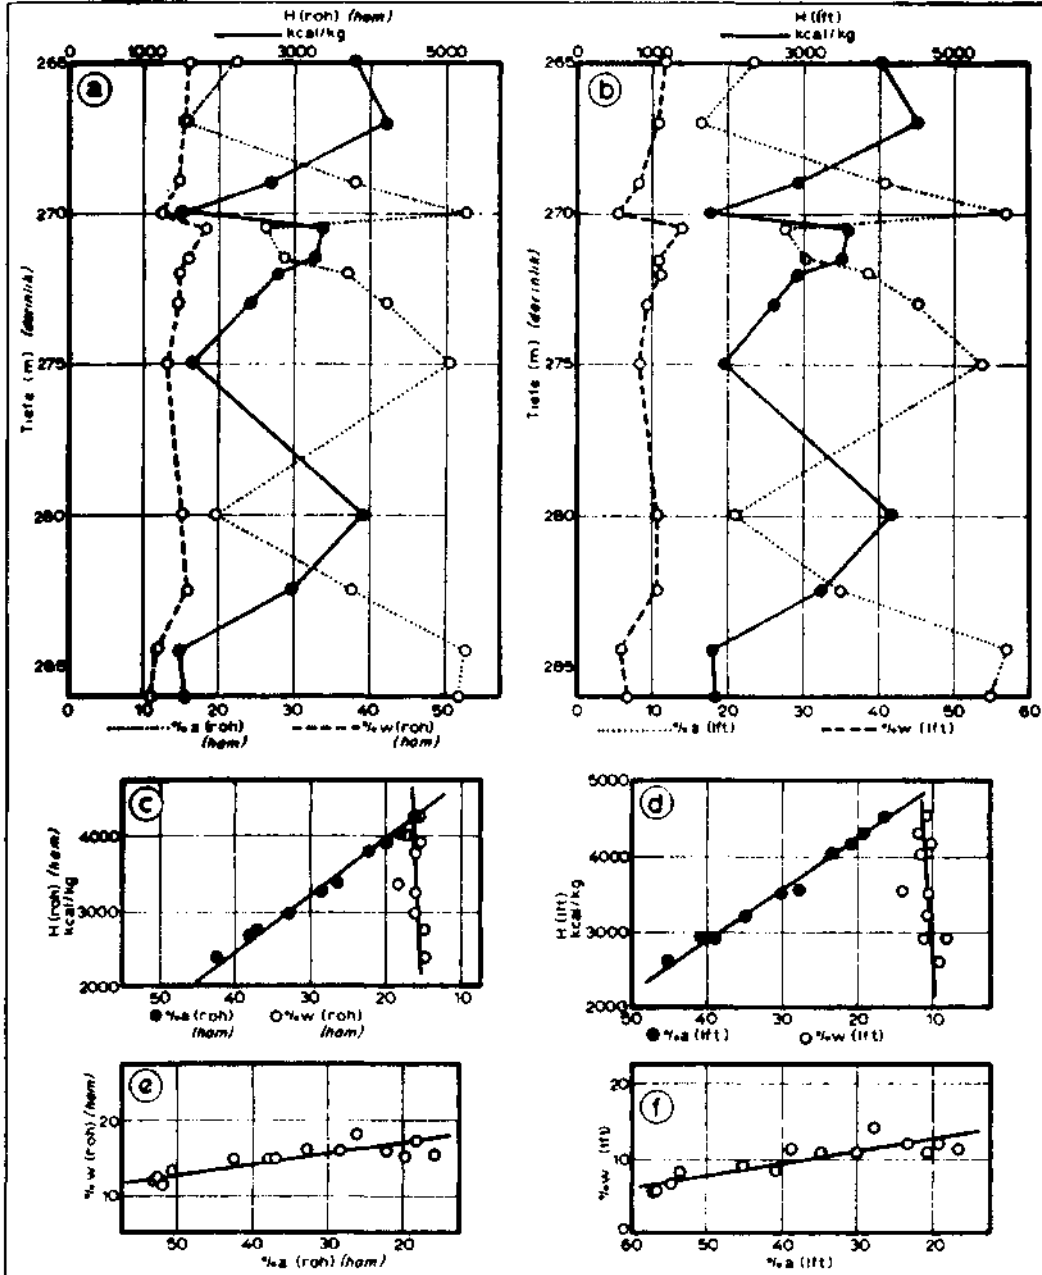 H (roh) (ham)
kcal/kg
0 1000 3000 5000
a
265
270
275
280
285
Tiefe (m) (derinlik)
0 10 20 30 40 50
%a (roh) (ham)
%w (roh) (ham)
H (lft)
kcal/kg
0 1000 3000 5000
b
265
270
275
280
285
Tiefe (m) (derinlik)
0 10 20 30 40 50 60
%a (lft)
%w (lft)
c
H (roh) (ham)
kcal/kg
4000
3000
2000
50 40 30 20 10
%a (roh) (ham)
%w (roh) (ham)
d
H (lft)
kcal/kg
5000
4000
3000
2000
50 40 30 20 10
%a (lft)
%w (lft)
e
%w (roh) (ham)
20
10
50 40 30 20
%a (roh) (ham)
f
%w (lft)
20
10
0
60 50 40 30 20
%a (lft)